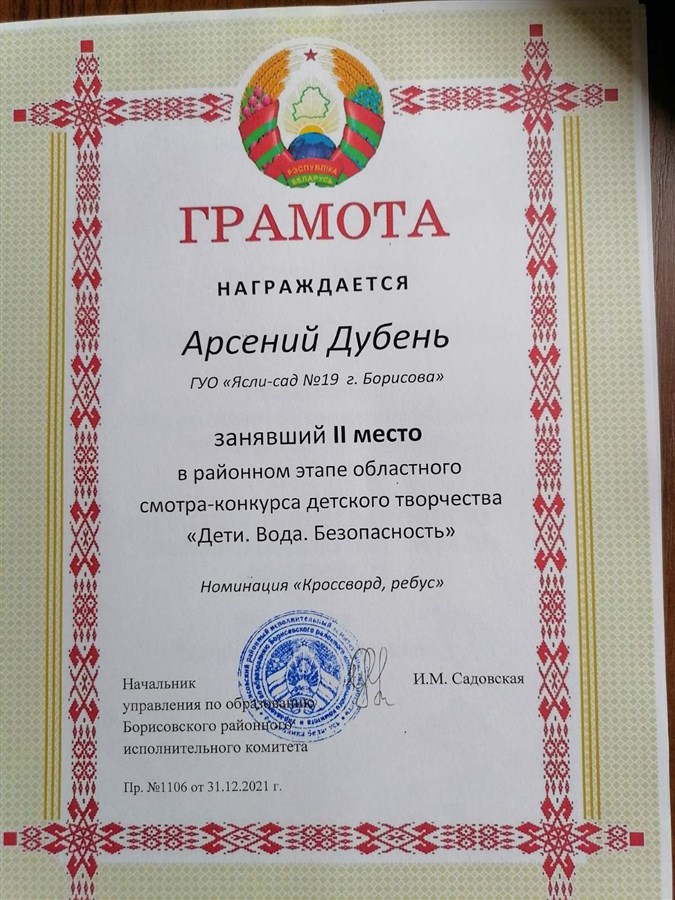 РЭСПУБЛІКА
БЕЛАРУСЬ
ГРАМОТА
НАГРАЖДАЕТСЯ
Арсений Дубень
ГУО «Ясли-сад №19 г. Борисова»
занявший II место
в районном этапе областного
смотра-конкурса детского творчества
«Дети. Вода. Безопасность»
Номинация «Кроссворд, ребус»
Начальник
управления по образованию
Борисовского районного
исполнительного комитета
И.М. Садовская
Пр. №1106 от 31.12.2021 г.